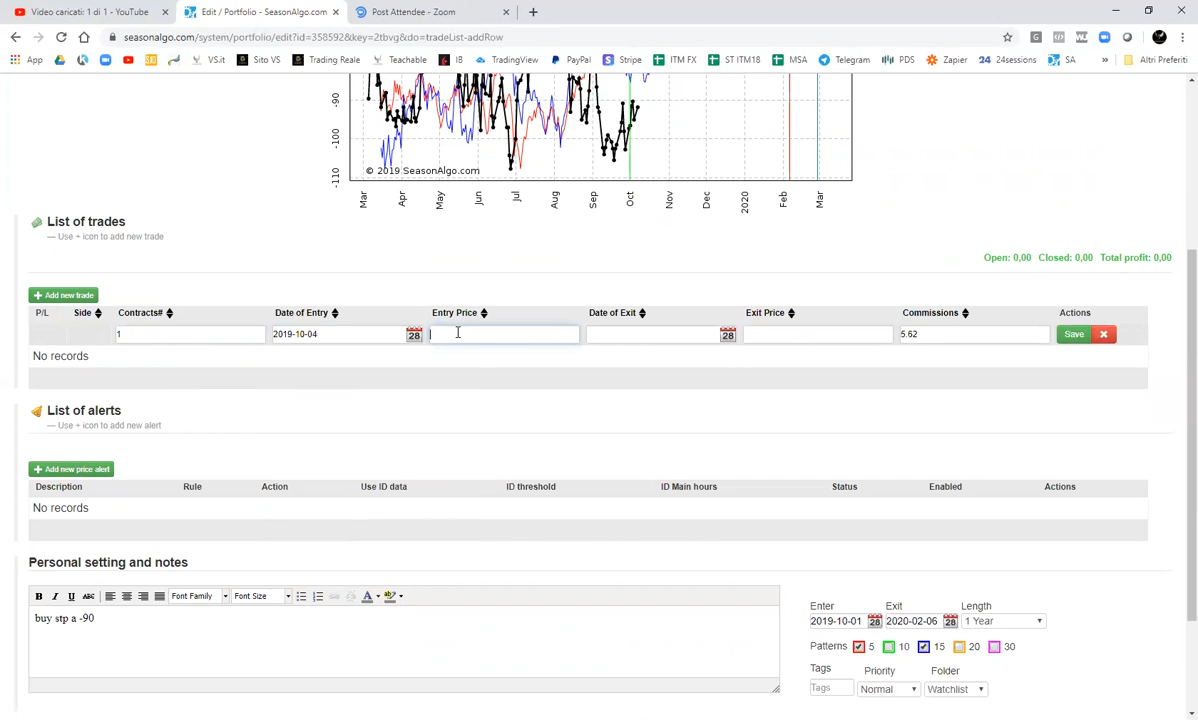 Video caricati: 1 di 1 - YouTube
Edit / Portfolio - SeasonAlgo.com
Post Attendee - Zoom
seasonalgo.com/system/portfolio/edit?id=358592&key=2tbvg&do=tradeList-addRow
App
VS.it
Sito VS
Trading Reale
Teachable
IB
TradingView
PayPal
Stripe
ITM FX
ST ITM18
MSA
Telegram
PDS
Zapier
24 24sessions
SA
»
Altri Preferiti
-90
-100
-110
© 2019 SeasonAlgo.com
Mar Apr May Jun Jul Aug Sep Oct Nov Dec 2020 Feb Mar
List of trades
— Use + icon to add new trade
Open: 0,00 Closed: 0,00 Total profit: 0,00
+ Add new trade
P/L Side Contracts# Date of Entry Entry Price Date of Exit Exit Price Commissions Actions
1 2019-10-04 28 28 5.62 Save
No records
List of alerts
— Use + icon to add new alert
+ Add new price alert
Description Rule Action Use ID data ID threshold ID Main hours Status Enabled Actions
No records
Personal setting and notes
B I U ABC Font Family Font Size A ab
buy stp a -90
Enter Exit Length
2019-10-01 28 2020-02-06 28 1 Year
Patterns 5 10 15 20 30
Tags Priority Folder
Tags Normal Watchlist